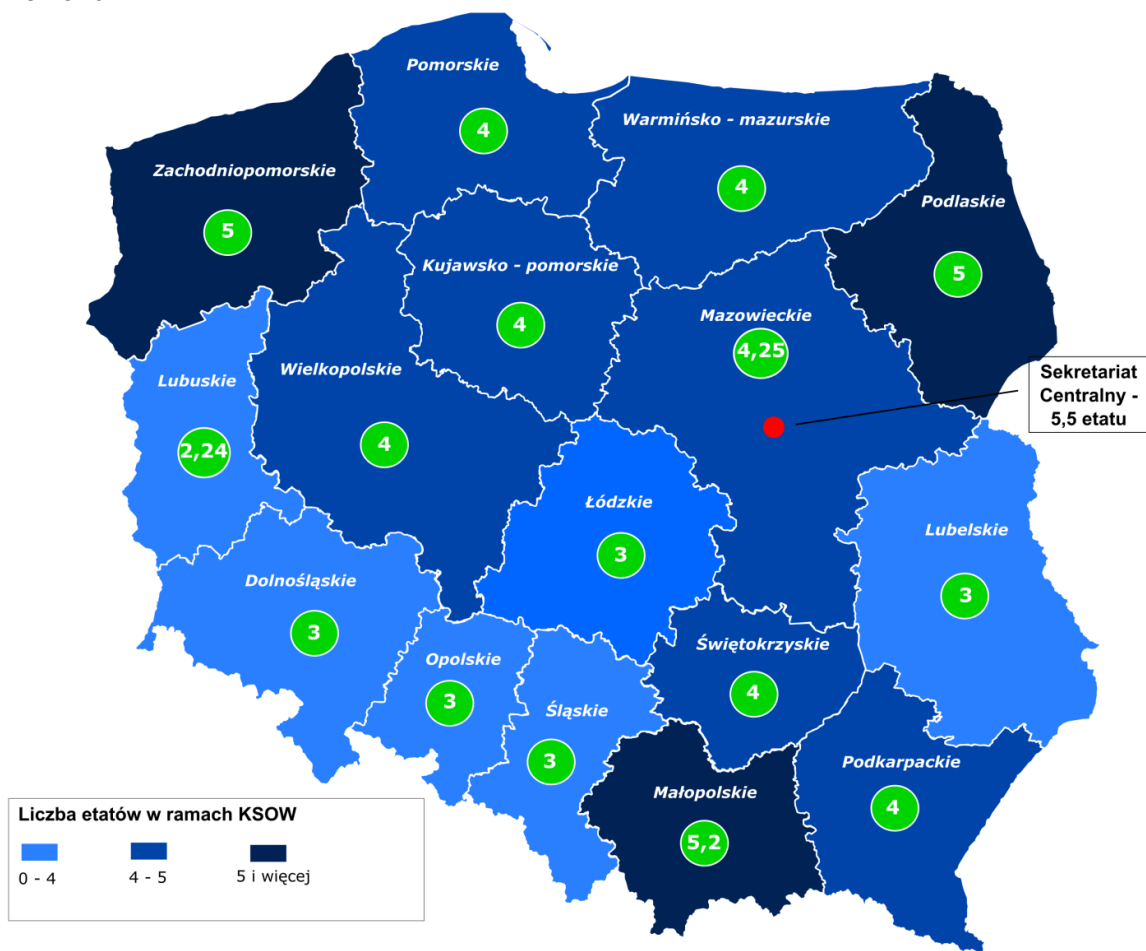 Pomorskie
4
Warmińsko - mazurskie
4
Zachodniopomorskie
5
Podlaskie
5
Kujawsko - pomorskie
4
Mazowieckie
4,25
Sekretariat
Centralny -
5,5 etatu
Lubuskie
2,24
Wielkopolskie
4
Łódzkie
3
Lubelskie
3
Dolnośląskie
3
Opolskie
3
Śląskie
3
Świętokrzyskie
4
Małopolskie
5,2
Podkarpackie
4
Liczba etatów w ramach KSOW
0 - 4
4 - 5
5 i więcej